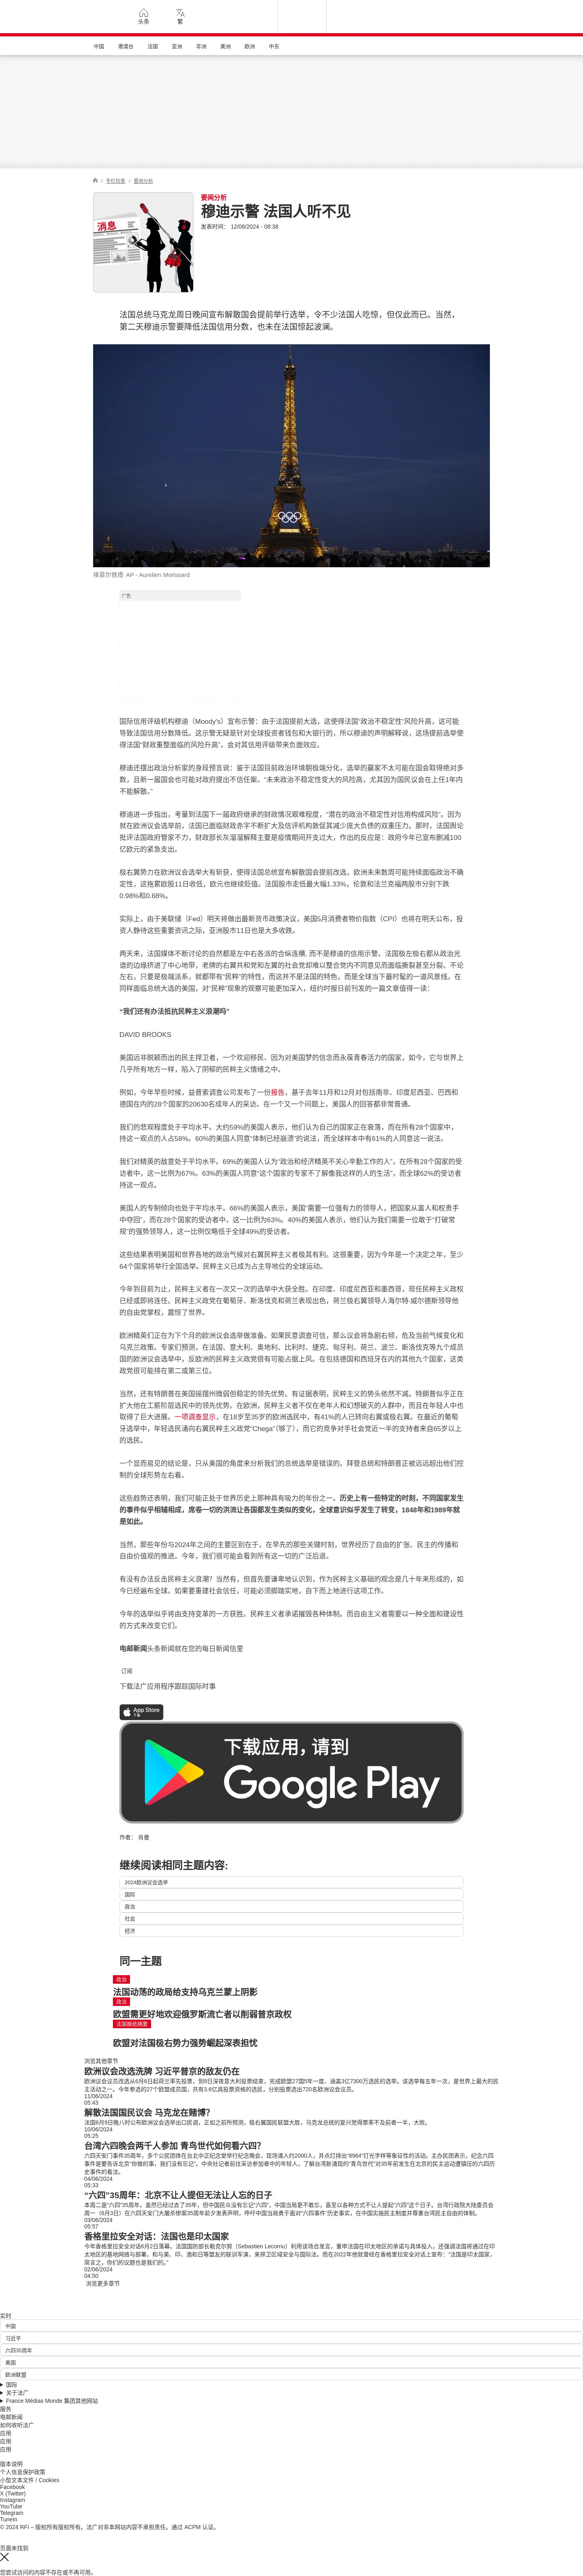 头条
繁
中国 港澳台 法国 亚洲 非洲 美洲 欧洲 中东
/ 专栏检索 / 要闻分析
消息
要闻分析
穆迪示警 法国人听不见
发表时间： 12/06/2024 - 08:38
法国总统马克龙周日晚间宣布解散国会提前举行选举，令不少法国人吃惊，但仅此而已。当然，
第二天穆迪示警要降低法国信用分数，也未在法国惊起波澜。
埃菲尔铁塔 AP - Aurelien Morissard
广告
国际信用评级机构穆迪（Moody's）宣布示警：由于法国提前大选，这使得法国“政治不稳定性”风险升高，这可能
导致法国信用分数降低。这示警无疑是针对全球投资者钱包和大银行的，所以穆迪的声明解释说，这场提前选举使
得法国“财政重整面临的风险升高”，会对其信用评级带来负面效应。
穆迪还摆出政治分析家的身段预言说：鉴于法国目前政治环境朝极端分化，选举的赢家不太可能在国会取得绝对多
数，且新一届国会也可能对政府提出不信任案。“未来政治不稳定性变大的风险高，尤其因为国民议会在上任1年内
不能解散。”
穆迪进一步指出，考量到法国下一届政府继承的财政情况艰难程度，“潜在的政治不稳定性对信用构成风险”。因为
就在欧洲议会选举前，法国已面临财政赤字不断扩大及信评机构敦促其减少庞大负债的双重压力。那时，法国舆论
批评法国政府管家不力，财政部长灰溜溜解释主要是疫情期间开支过大，作出的反应是：政府今年已宣布删减100
亿欧元的紧急支出。
极右翼势力在欧洲议会选举大有斩获，使得法国总统宣布解散国会提前改选，欧洲未来数周可能持续面临政治不确
定性，这拖累欧股11日收低，欧元也继续贬值。法国股市走低最大幅1.33%，伦敦和法兰克福两股市分别下跌
0.98%和0.68%。
实际上，由于美联储（Fed）明天将做出最新货币政策决议，美国5月消费者物价指数（CPI）也将在明天公布，投
资人静待这些重要资讯之际，亚洲股市11日也是大多收跌。
两天来，法国媒体不断讨论的自然都是左中右各派的合纵连横, 而不是穆迪的信用示警。法国极左极右都从政治光
谱的边缘挤进了中心地带，老牌的右翼共和党和左翼的社会党却难以整合党内不同意见而面临撕裂甚至分裂。不论
左右，只要是极端派系，就都带有“民粹”的特性，而这并不是法国的特色，而是全球当下最时髦的一道风景线。在
同样面临总统大选的美国，对“民粹”现象的观察可能更加深入，纽约时报日前刊发的一篇文章值得一读：
“我们还有办法抵抗民粹主义浪潮吗”
DAVID BROOKS
美国远非脱颖而出的民主捍卫者，一个欢迎移民、因为对美国梦的信念而永葆青春活力的国家，如今，它与世界上
几乎所有地方一样，陷入了阴郁的民粹主义情绪之中。
例如，今年早些时候，益普索调查公司发布了一份报告，基于去年11月和12月对包括南非、印度尼西亚、巴西和
德国在内的28个国家的20630名成年人的采访。在一个又一个问题上，美国人的回答都非常普通。
我们的悲观程度处于平均水平。大约59%的美国人表示，他们认为自己的国家正在衰落，而在所有28个国家中，
持这一观点的人占58%。60%的美国人同意“体制已经崩溃”的说法，而全球样本中有61%的人同意这一说法。
我们对精英的敌意处于平均水平。69%的美国人认为“政治和经济精英不关心辛勤工作的人”，在所有28个国家的受
访者中，这一比例为67%。63%的美国人同意“这个国家的专家不了解像我这样的人的生活”，而全球62%的受访者
持这一观点。
美国人的专制倾向也处于平均水平。66%的美国人表示，美国“需要一位强有力的领导人，把国家从富人和权贵手
中夺回”，而在28个国家的受访者中，这一比例为63%。40%的美国人表示，他们认为我们需要一位敢于“打破常
规”的强势领导人，这一比例仅略低于全球49%的受访者。
这些结果表明美国和世界各地的政治气候对右翼民粹主义者极其有利。这很重要，因为今年是一个决定之年，至少
64个国家将举行全国选举。民粹主义已成为占主导地位的全球运动。
今年到目前为止，民粹主义者在一次又一次的选举中大获全胜。在印度、印度尼西亚和墨西哥，现任民粹主义政权
已经或即将连任。民粹主义政党在葡萄牙、斯洛伐克和荷兰表现出色，荷兰极右翼领导人海尔特·威尔德斯领导他
的自由党掌权，震惊了世界。
欧洲精英们正在为下个月的欧洲议会选举做准备。如果民意调查可信，那么议会将急剧右倾，危及当前气候变化和
乌克兰政策。专家们预测，在法国、意大利、奥地利、比利时、捷克、匈牙利、荷兰、波兰、斯洛伐克等九个成员
国的欧洲议会选举中，反欧洲的民粹主义政党很有可能占据上风。在包括德国和西班牙在内的其他九个国家，这类
政党很可能排在第二或第三位。
当然，还有特朗普在美国摇摆州微弱但稳定的领先优势。有证据表明，民粹主义的势头依然不减。特朗普似乎正在
扩大他在工薪阶层选民中的领先优势。在欧洲，民粹主义者不仅在老年人和幻想破灭的人群中，而且在年轻人中也
取得了巨大进展。一项调查显示，在18岁至35岁的欧洲选民中，有41%的人已转向右翼或极右翼。在最近的葡萄
牙选举中，年轻选民涌向右翼民粹主义政党“Chega”（够了），而它的竞争对手社会党近一半的支持者来自65岁以上
的选民。
一个显而易见的结论是，只从美国的角度来分析我们的总统选举是错误的。拜登总统和特朗普正被远远超出他们控
制的全球形势左右着。
这些趋势还表明，我们可能正处于世界历史上那种具有吸力的年份之一。历史上有一些特定的时刻，不同国家发生
的事件似乎相辅相成，席卷一切的洪流让各国都发生类似的变化，全球意识似乎发生了转变，1848年和1989年就
是如此。
当然，那些年份与2024年之间的主要区别在于，在早先的那些关键时刻，世界经历了自由的扩张、民主的传播和
自由价值观的推进。今年，我们很可能会看到所有这一切的广泛后退。
有没有办法反击民粹主义浪潮？当然有，但首先要谦卑地认识到，作为民粹主义基础的观念是几十年来形成的，如
今已经遍布全球。如果要重建社会信任，可能必须脚踏实地，自下而上地进行这项工作。
今年的选举似乎将由支持变革的一方获胜。民粹主义者承诺摧毁各种体制。而自由主义者需要以一种全面和建设性
的方式来改变它们。
电邮新闻头条新闻就在您的每日新闻信里
订阅
下载法广应用程序跟踪国际时事
App Store
下载
下载应用，请到
Google Play
作者： 肖曼
继续阅读相同主题内容:
2024欧洲议会选举
国际
政治
社会
经济
同一主题
政治
法国动荡的政局给支持乌克兰蒙上阴影
政治
欧盟需更好地欢迎俄罗斯流亡者以削弱普京政权
法国报纸摘要
欧盟对法国极右势力强势崛起深表担忧
浏览其他章节
欧洲议会改选洗牌 习近平普京的敌友仍在
欧洲议会议员改选从6月6日起荷兰率先投票，到9日深夜意大利投票结束，完成欧盟27国5年一度、涵盖3亿7300万选民的选举。该选举每五年一次，是世界上最大的民
主活动之一。今年参选的27个欧盟成员国，共有3.6亿具投票资格的选民，分别投票选出720名欧洲议会议员。
11/06/2024
05:43
解散法国国民议会 马克龙在赌博?
法国6月9日晚八时公布欧洲议会选举出口民调，正如之前所预测，极右翼国民联盟大胜，马克龙总统的复兴党得票率不及前者一半，大败。
10/06/2024
05:25
台湾六四晚会两千人参加 青鸟世代如何看六四？
六四天安门事件35周年，多个公民团体在台北中正纪念堂举行纪念晚会。现场涌入约2000人，并点灯排出“8964”灯光字样等象征性的活动。主办民团表示，纪念六四
事件是要告诉北京“你做的事，我们没有忘记”。中央社记者前往采访参加者中的年轻人，了解台湾新涌现的“青鸟世代”对35年前发生在北京的民主运动遭镇压的六四历
史事件的看法。
04/06/2024
05:33
“六四”35周年：北京不让人提但无法让人忘的日子
本周二是“六四”35周年。虽然已经过去了35年，但中国民众没有忘记“六四”，中国当局更不敢忘，直至以各种方式不让人提起“六四”这个日子。台湾行政院大陆委员会
周一（6月3日）在六四天安门大屠杀惨案35周年前夕发表声明，呼吁中国当局勇于面对“六四事件”历史事实，在中国实施民主制度并尊重台湾民主自由的体制。
03/06/2024
05:57
香格里拉安全对话：法国也是印太国家
今年香格里拉安全对话6月2日落幕。法国国防部长勒克尔努（Sebastien Lecornu）利用该场合发言，重申法国在印太地区的承诺与具体投入，还强调法国将通过在印
太地区的基地网络与部署，和与美、印、澳和日等盟友的联训军演，来捍卫区域安全与国际法。而在2022年他就曾经在香格里拉安全对话上宣布：“法国是印太国家，
简言之，你们的议题也是我们的。”
02/06/2024
04:50
浏览更多章节
实时
中国
习近平
六四35周年
美国
欧洲联盟
国际
关于法广
France Médias Monde 集团其他网站
服务
电邮新闻
如何收听法广
应用
应用
应用
版本说明
个人信息保护政策
小型文本文件 / Cookies
Facebook
X (Twitter)
Instagram
YouTube
Telegram
TuneIn
© 2024 RFI – 版权所有版权所有。法广对非本网站内容不承担责任。通过 ACPM 认证。
页面未找到
您尝试访问的内容不存在或不再可用。